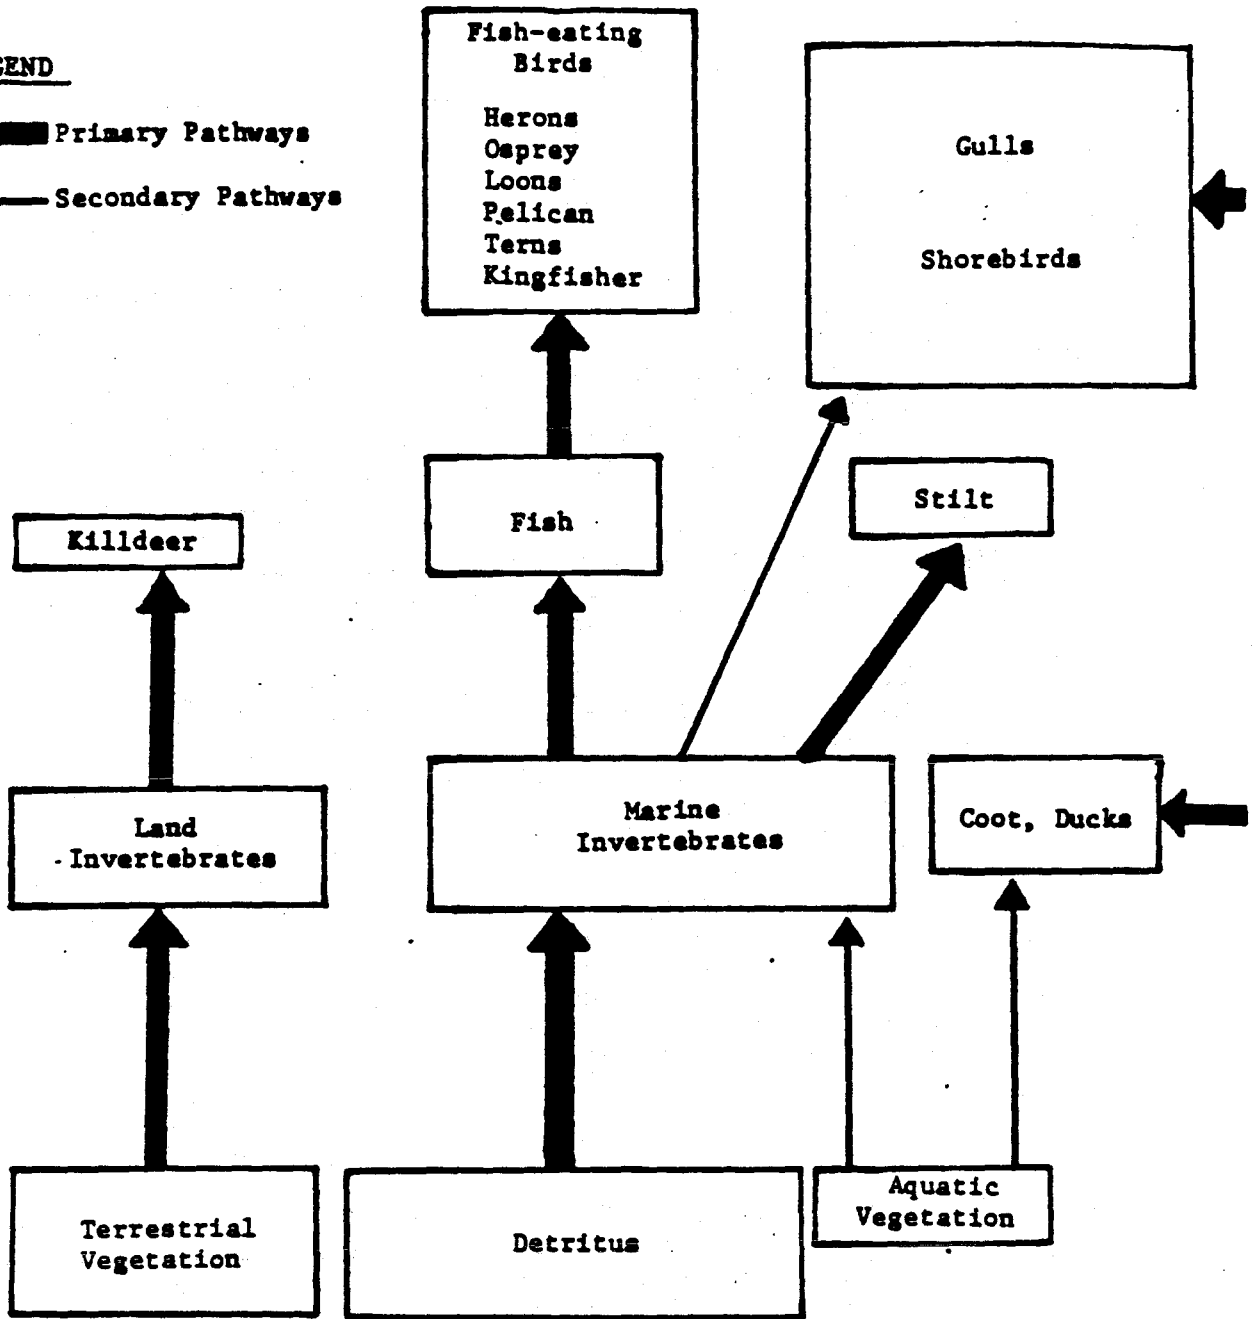 GEND
Primary Pathways
Secondary Pathways
Fish-eating
Birds
Herons
Osprey
Loons
Pelican
Terns
Kingfisher
Gulls
Shorebirds
Killdeer
Fish
Stilt
Land
Invertebrates
Marine
Invertebrates
Coot, Ducks
Terrestrial
Vegetation
Detritus
Aquatic
Vegetation